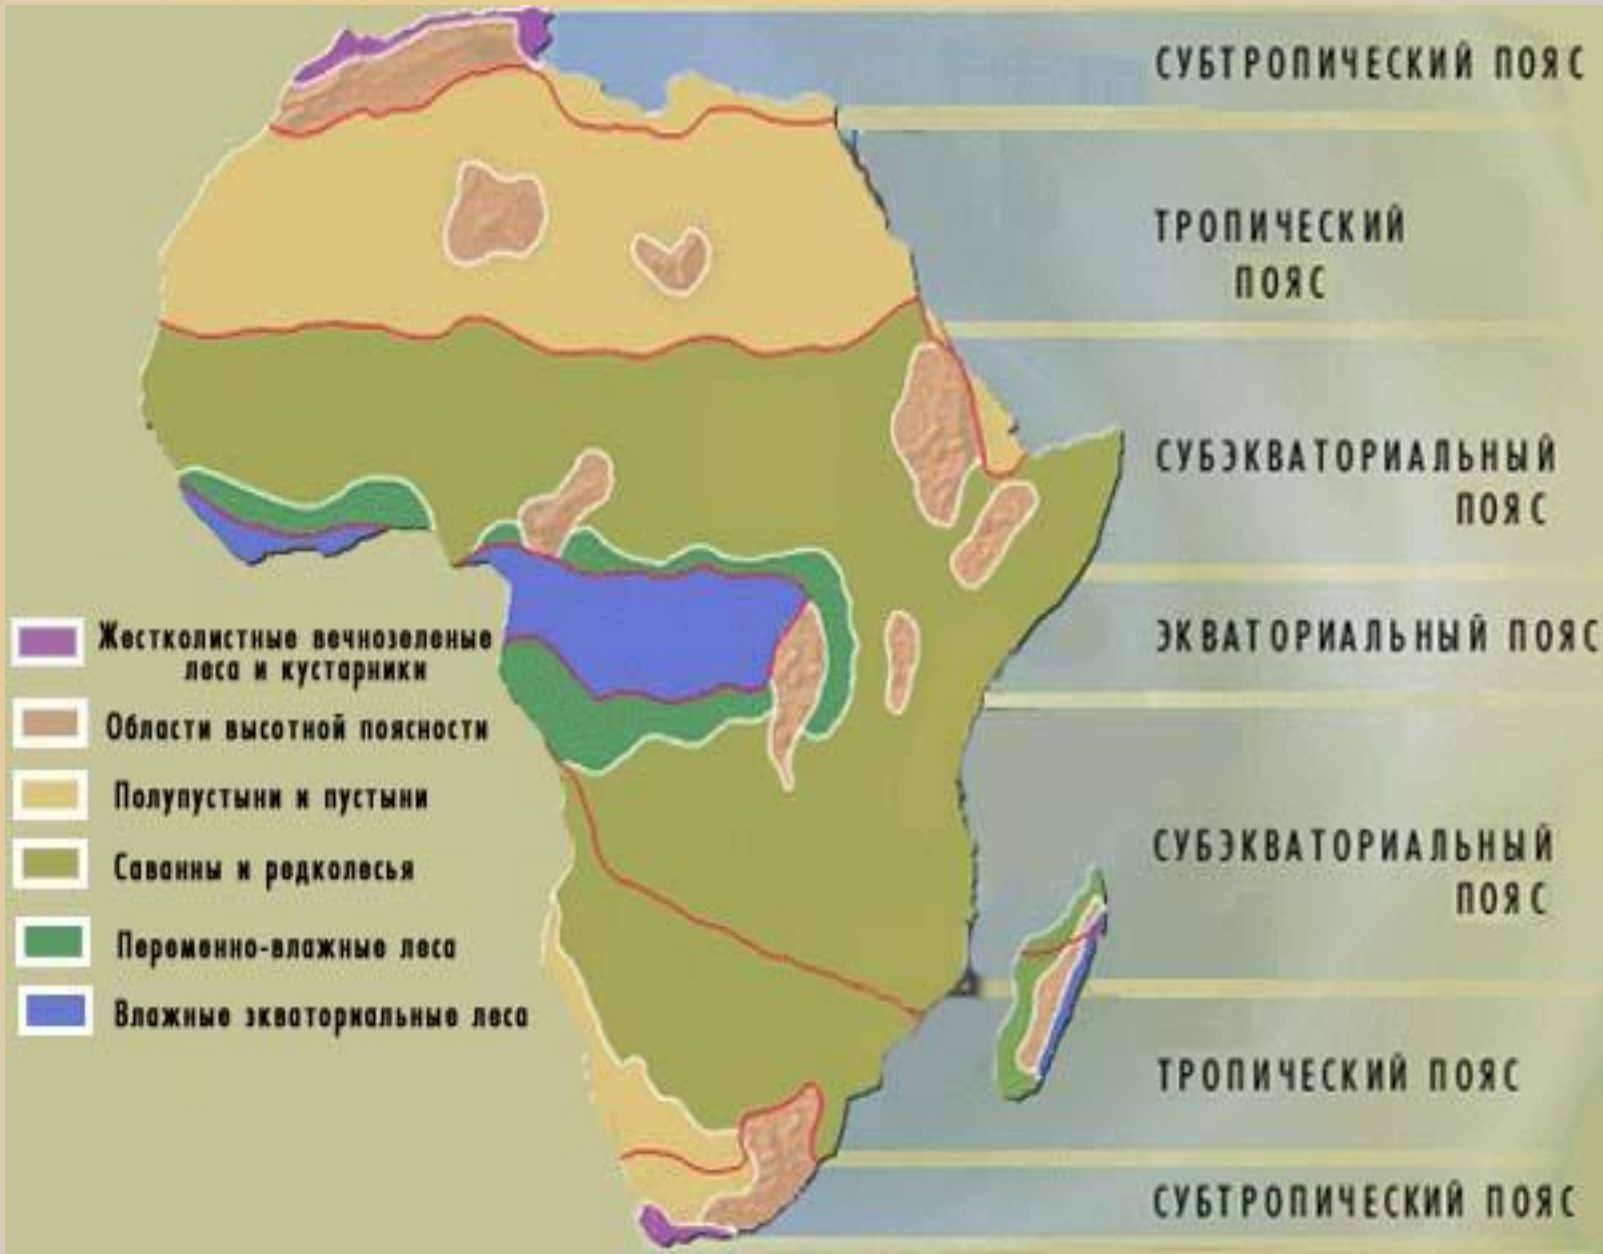 СУБТРОПИЧЕСКИЙ ПОЯС
ТРОПИЧЕСКИЙ
ПОЯС
СУБЭКВАТОРИАЛЬНЫЙ
ПОЯС
ЭКВАТОРИАЛЬНЫЙ ПОЯС
СУБЭКВАТОРИАЛЬНЫЙ
ПОЯС
ТРОПИЧЕСКИЙ ПОЯС
СУБТРОПИЧЕСКИЙ ПОЯС
Жестколистные вечнозеленые
леса и кустарники
Области высотной поясности
Полупустыни и пустыни
Саванны и редколесья
Переменно-влажные леса
Влажные экваториальные леса